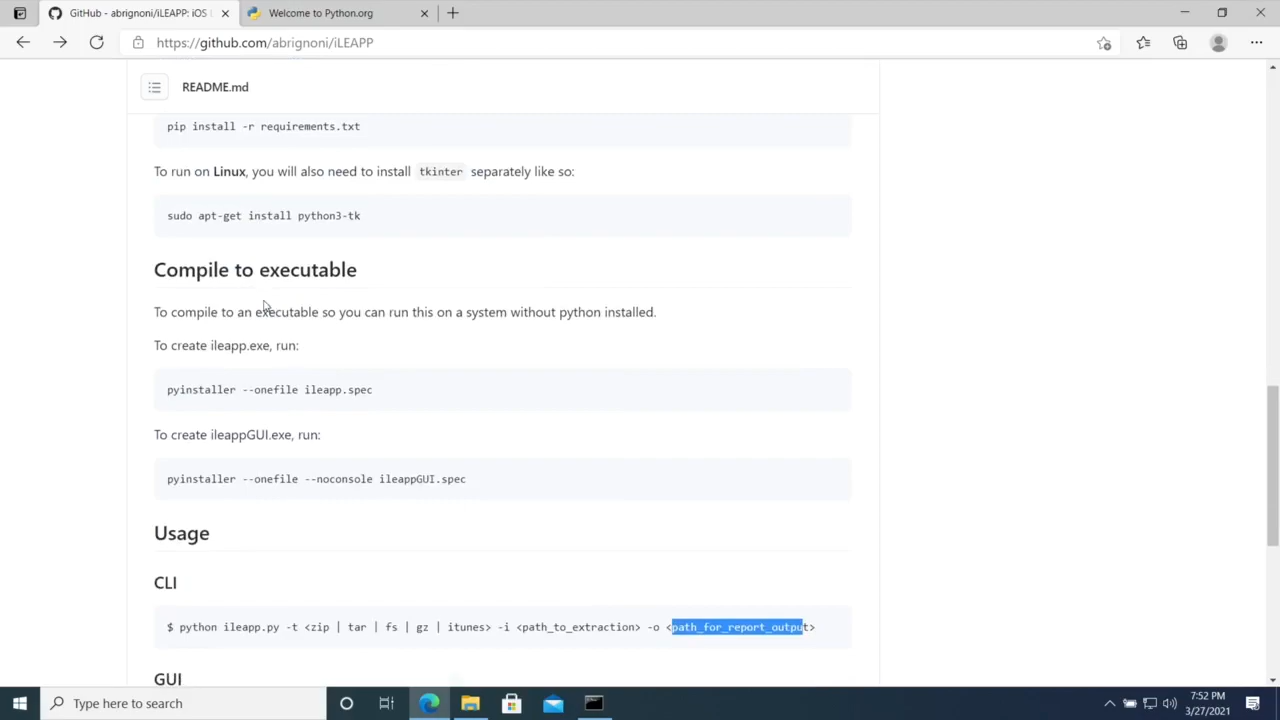 GitHub - abrignoni/iLEAPP: iOS L
Welcome to Python.org
https://github.com/abrignoni/iLEAPP
README.md
pip install -r requirements.txt
To run on Linux, you will also need to install tkinter separately like so:
sudo apt-get install python3-tk
Compile to executable
To compile to an executable so you can run this on a system without python installed.
To create ileapp.exe, run:
pyinstaller --onefile ileapp.spec
To create ileappGUI.exe, run:
pyinstaller --onefile --noconsole ileappGUI.spec
Usage
CLI
$ python ileapp.py -t <zip | tar | fs | gz | itunes> -i <path_to_extraction> -o <path_for_report_output>
GUI
Type here to search
7:52 PM
3/27/2021